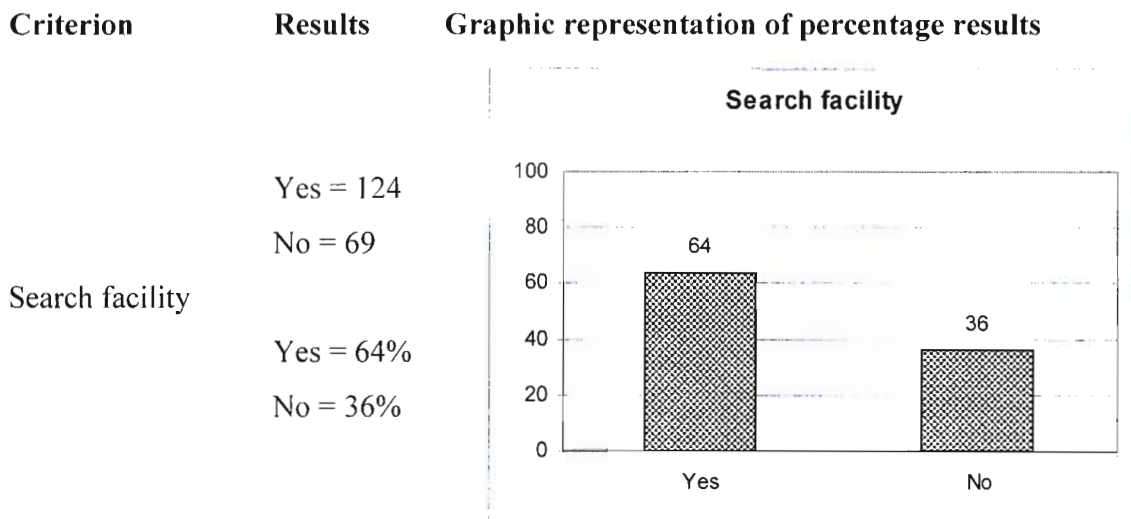 Criterion Results Graphic representation of percentage results
Search facility
Yes = 124
No = 69
Search facility
Yes = 64%
No = 36%
100
80
60
40
20
0
64
36
Yes No